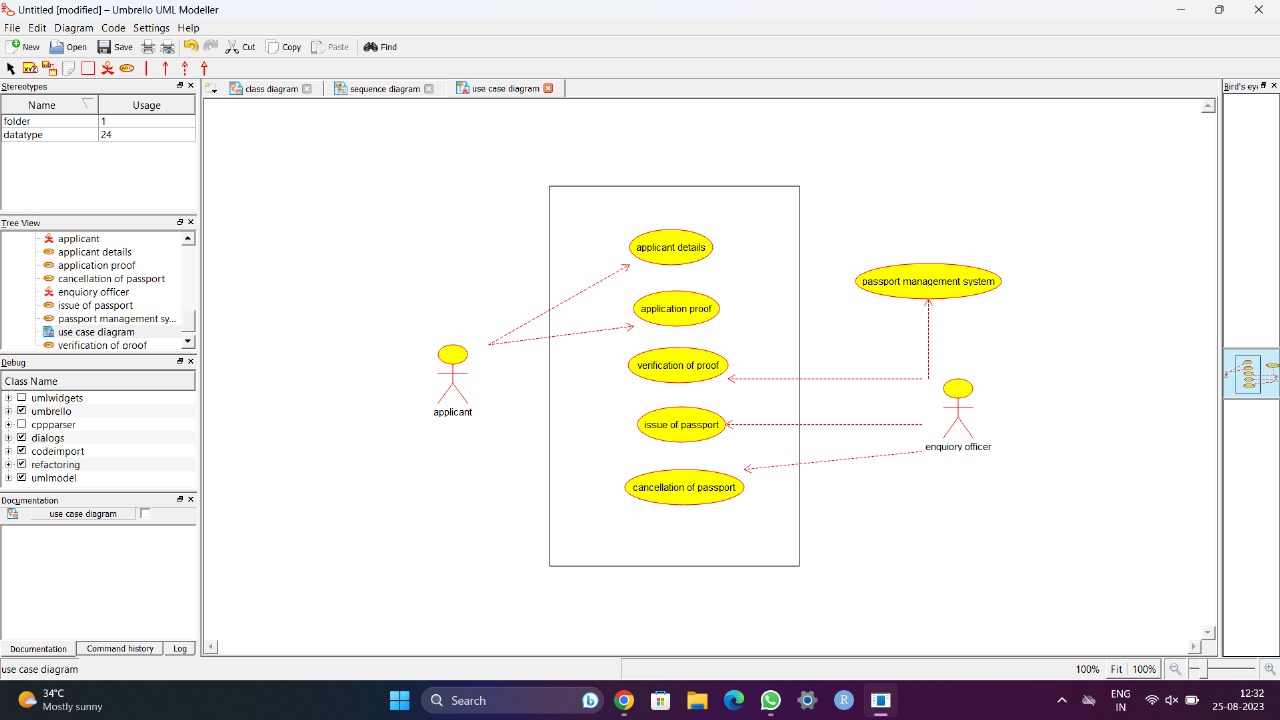 Untitled [modified] – Umbrello UML Modeller
File Edit Diagram Code Settings Help
New Open Save Cut Copy Paste Find
Stereotypes
Name Usage
folder 1
datatype 24
Tree View
applicant
applicant details
application proof
cancellation of passport
enquiory officer
issue of passport
passport management sy...
use case diagram
verification of proof
Debug
Class Name
umlwidgets
umbrello
cppparser
dialogs
codeimport
refactoring
umlmodel
Documentation
use case diagram
Documentation Command history Log
use case diagram
class diagram sequence diagram use case diagram
applicant details
application proof
verification of proof
issue of passport
cancellation of passport
passport management system
applicant
enquiory officer
Bird's eye
100% Fit 100%
34°C
Mostly sunny
Search
ENG
IN
12:32
25-08-2023